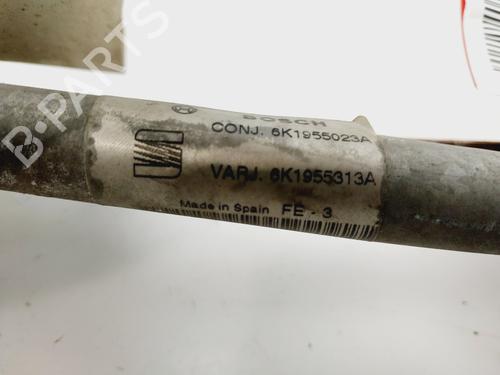 BOSCH
CONJ. 6K1955023A
VARJ. 6K1955313A
Made in Spain FE - 3
B-PARTS